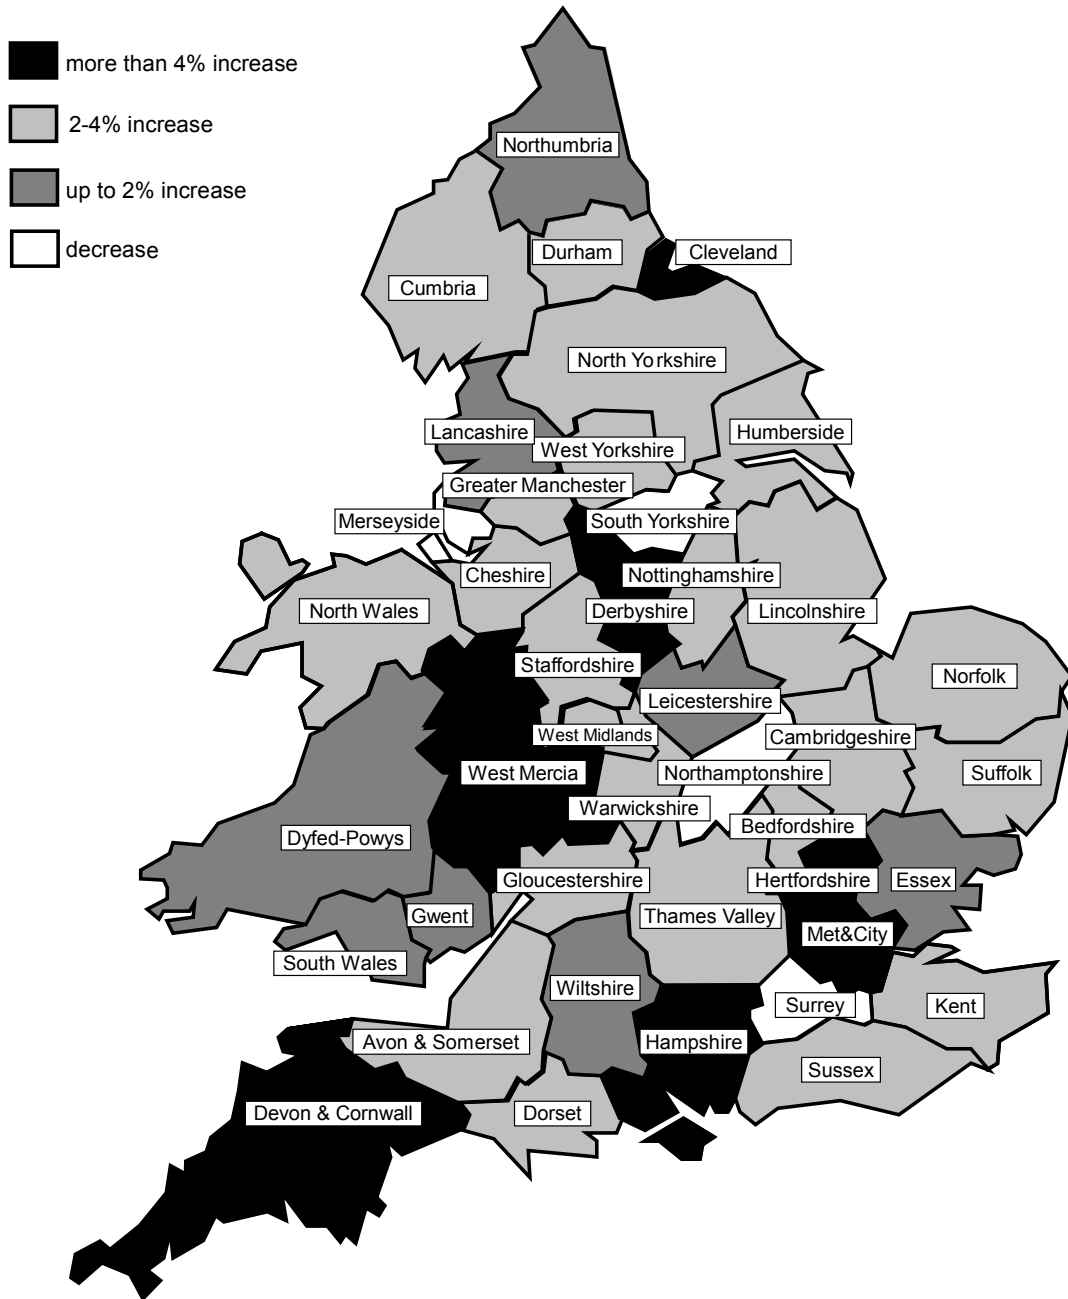 more than 4% increase
2-4% increase
up to 2% increase
decrease
Northumbria
Durham
Cleveland
Cumbria
North Yorkshire
Lancashire
Humberside
West Yorkshire
Greater Manchester
Merseyside
South Yorkshire
Cheshire
Nottinghamshire
North Wales
Derbyshire
Lincolnshire
Staffordshire
Norfolk
Leicestershire
West Midlands
Cambridgeshire
West Mercia
Northamptonshire
Suffolk
Warwickshire
Bedfordshire
Dyfed-Powys
Gloucestershire
Hertfordshire
Essex
Gwent
Thames Valley
Met&City
South Wales
Wiltshire
Surrey
Kent
Avon & Somerset
Hampshire
Sussex
Devon & Cornwall
Dorset